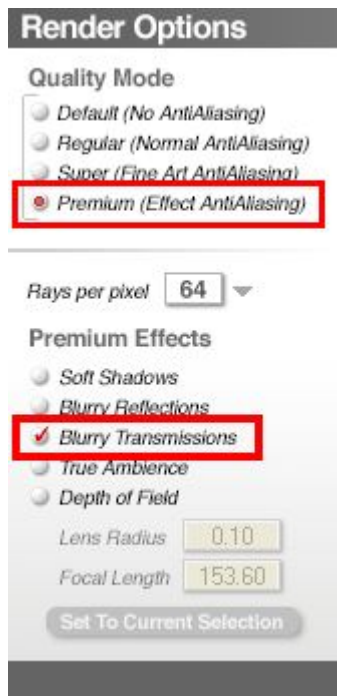 Render Options
Quality Mode
Default (No AntiAliasing)
Regular (Normal AntiAliasing)
Super (Fine Art AntiAliasing)
Premium (Effect AntiAliasing)
Rays per pixel 64
Premium Effects
Soft Shadows
Blurry Reflections
Blurry Transmissions
True Ambience
Depth of Field
Lens Radius 0.10
Focal Length 153.60
Set To Current Selection